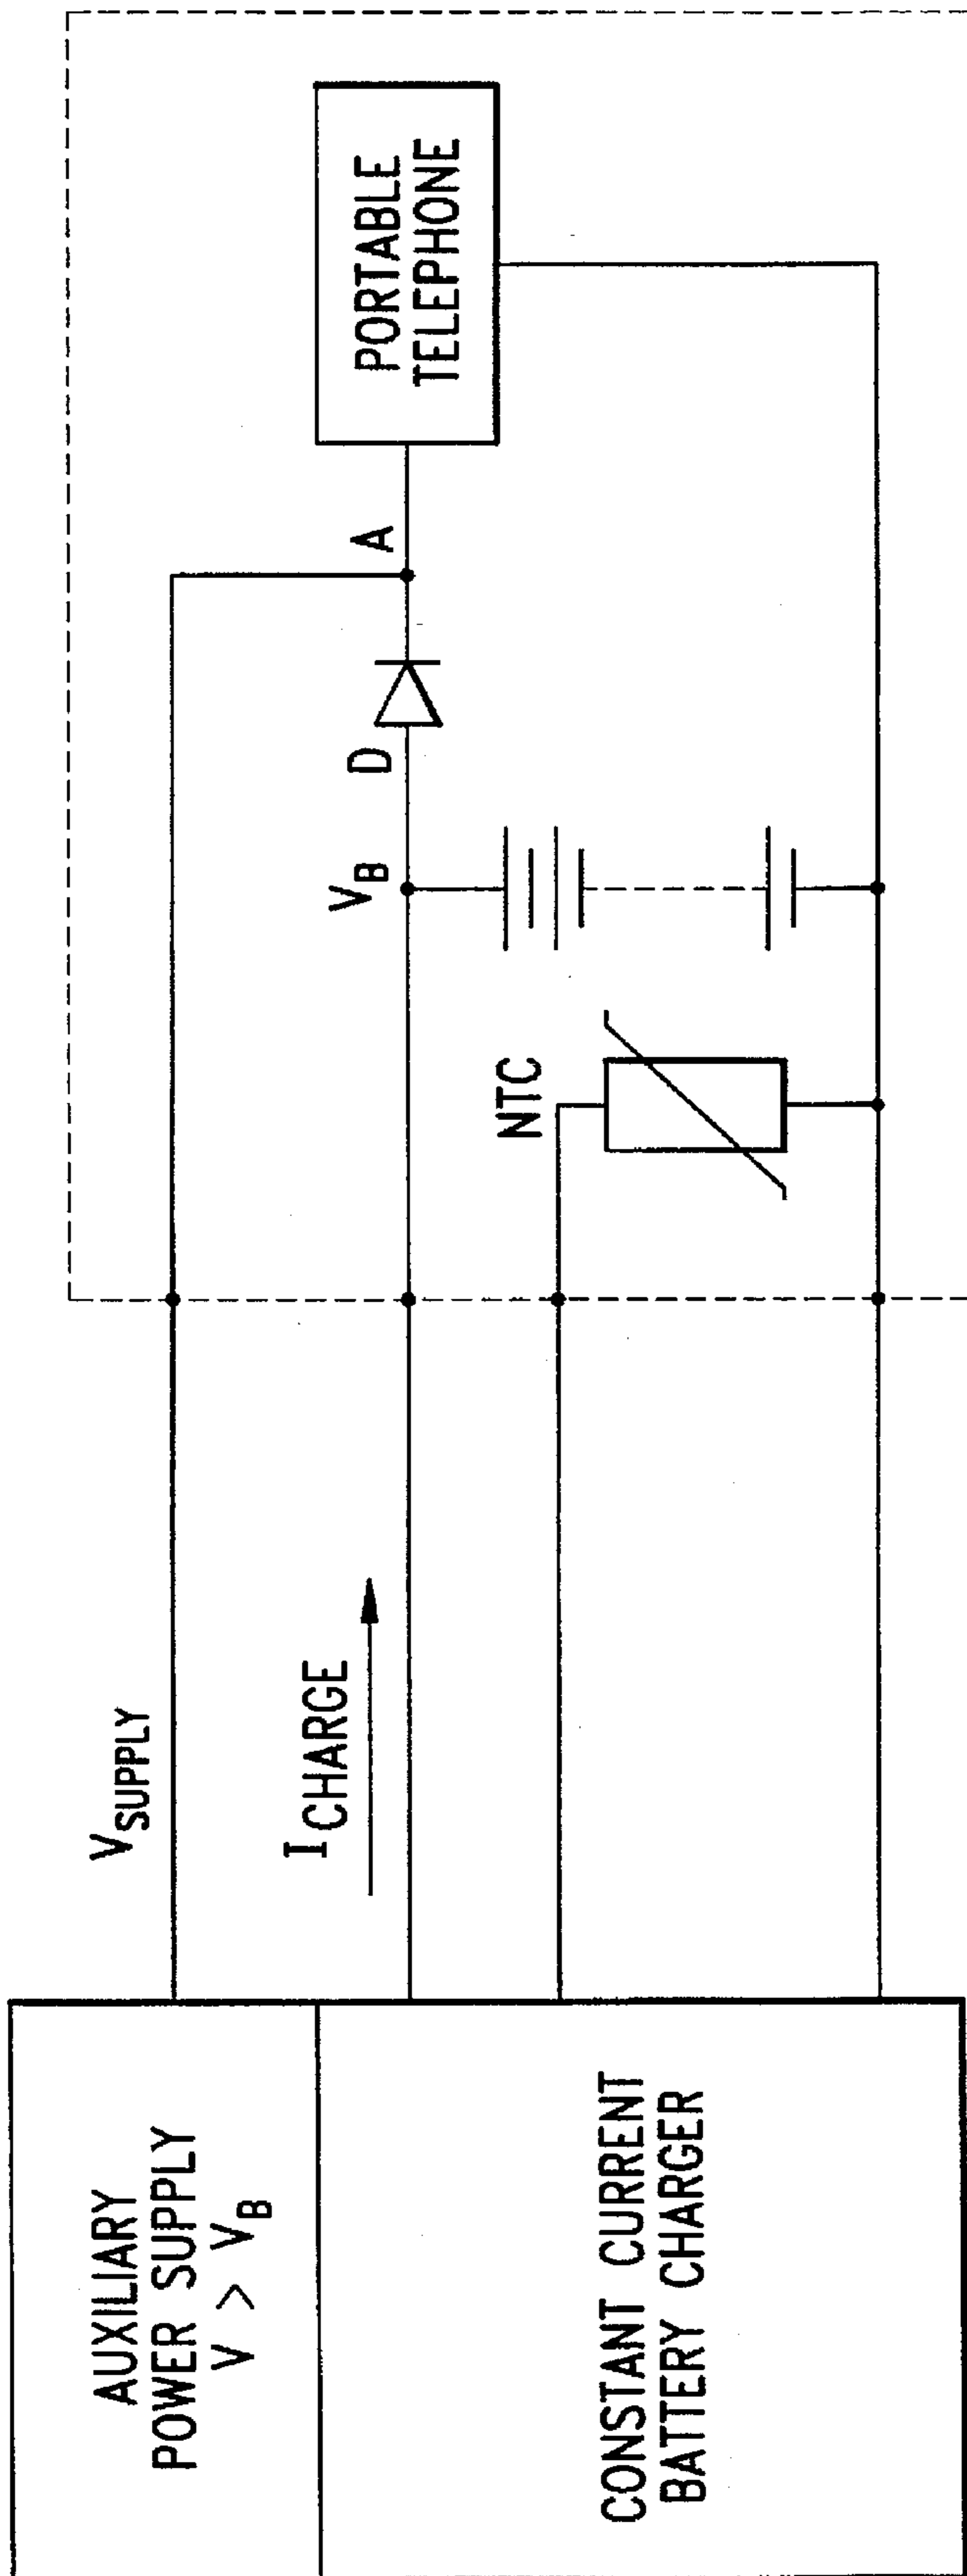 AUXILIARY
POWER SUPPLY
V > V_B
CONSTANT CURRENT
BATTERY CHARGER
V_SUPPLY
I_CHARGE
NTC
V_B
D
A
PORTABLE
TELEPHONE